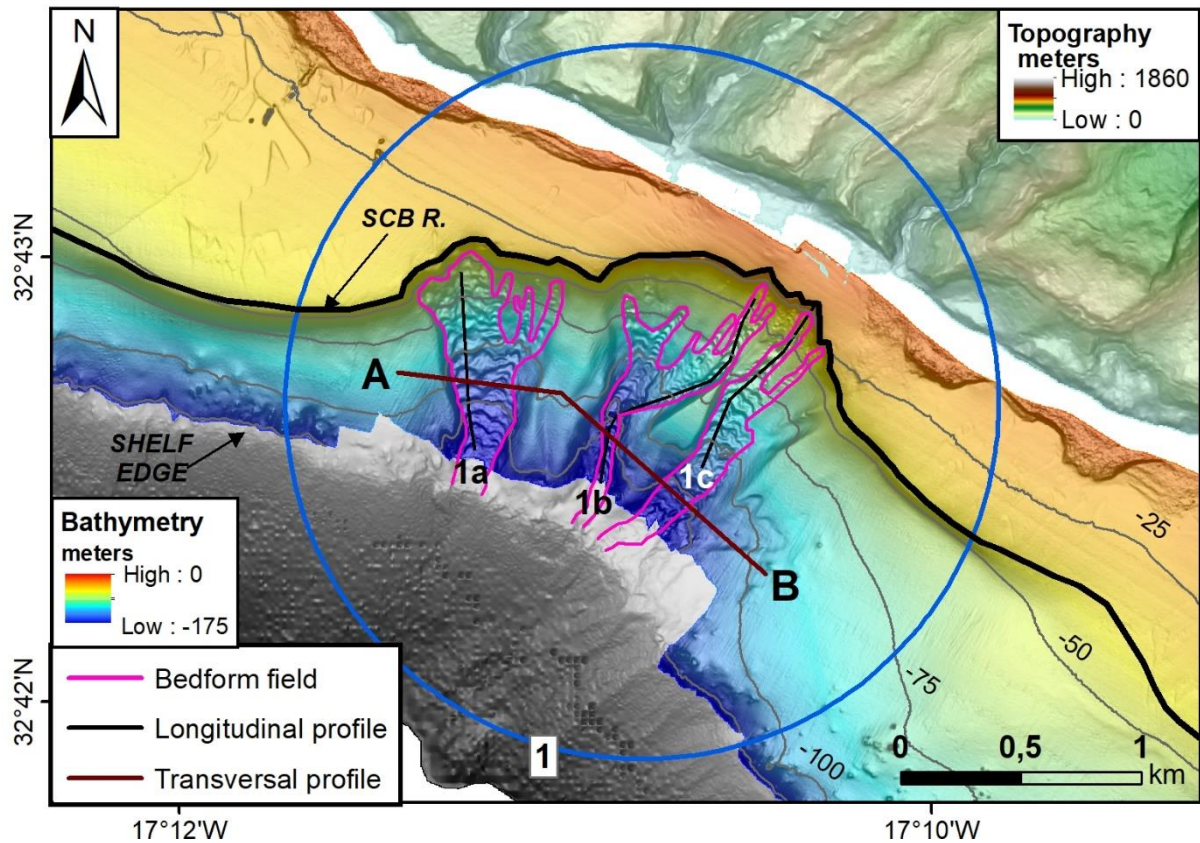 N
Topography
meters
High : 1860
Low : 0
32°43'N
SCB R.
A
SHELF
EDGE
1a
1b
1c
B
-25
-50
-75
-100
Bathymetry
meters
High : 0
Low : -175
32°42'N
Bedform field
Longitudinal profile
Transversal profile
1
0 0,5 1
km
17°12'W 17°10'W